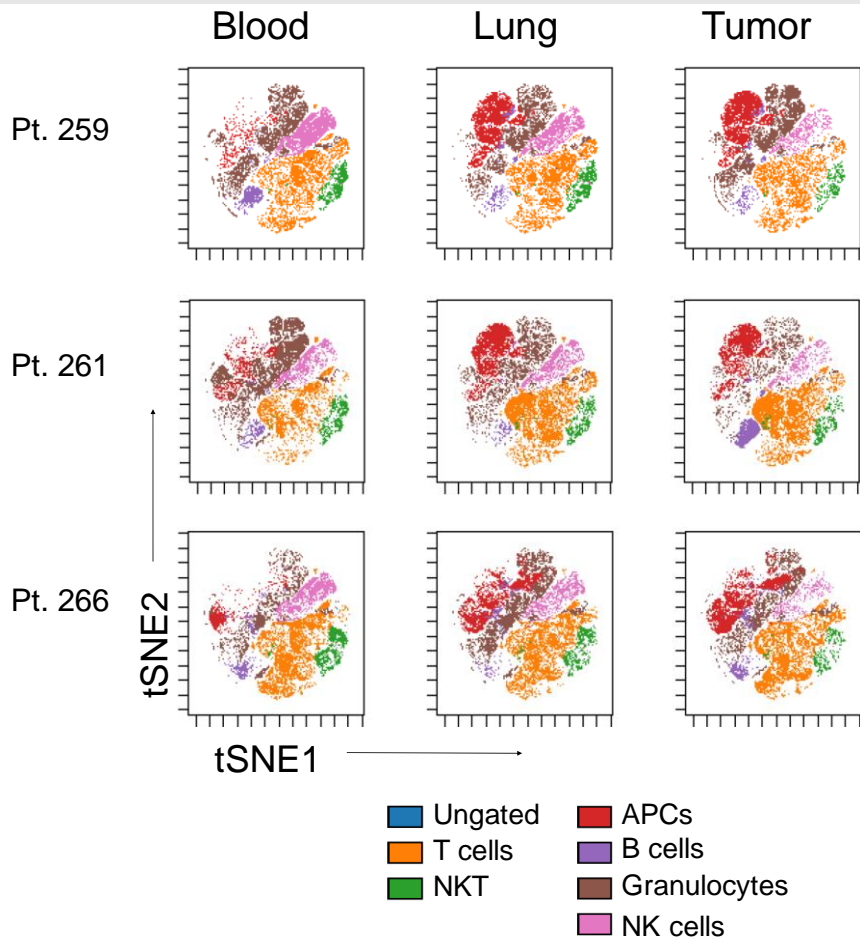 Blood Lung Tumor
Pt. 259
Pt. 261
Pt. 266
tSNE2
tSNE1
Ungated APCs
T cells B cells
NKT Granulocytes
NK cells